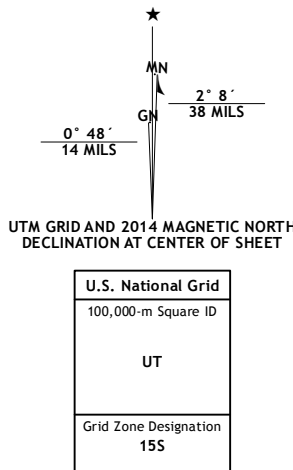 ★
MN
GN
2° 8´
38 MILS
0° 48´
14 MILS
UTM GRID AND 2014 MAGNETIC NORTH
DECLINATION AT CENTER OF SHEET
U.S. National Grid
100,000-m Square ID
UT
Grid Zone Designation
15S